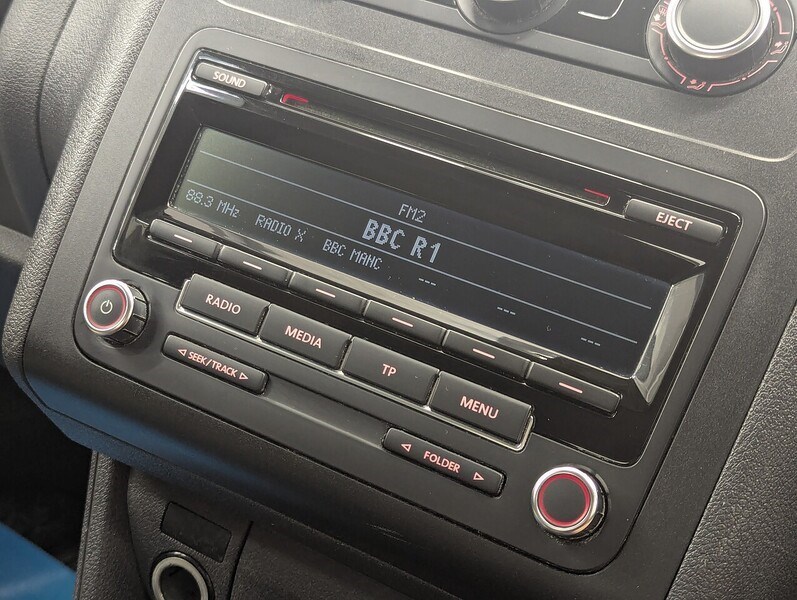 SOUND
EJECT
FM2
BBC R1
88.3 MHz RADIO X BBC MANC --- --- ---
RADIO MEDIA TP MENU
◁ SEEK/TRACK ▷
◁ FOLDER ▷